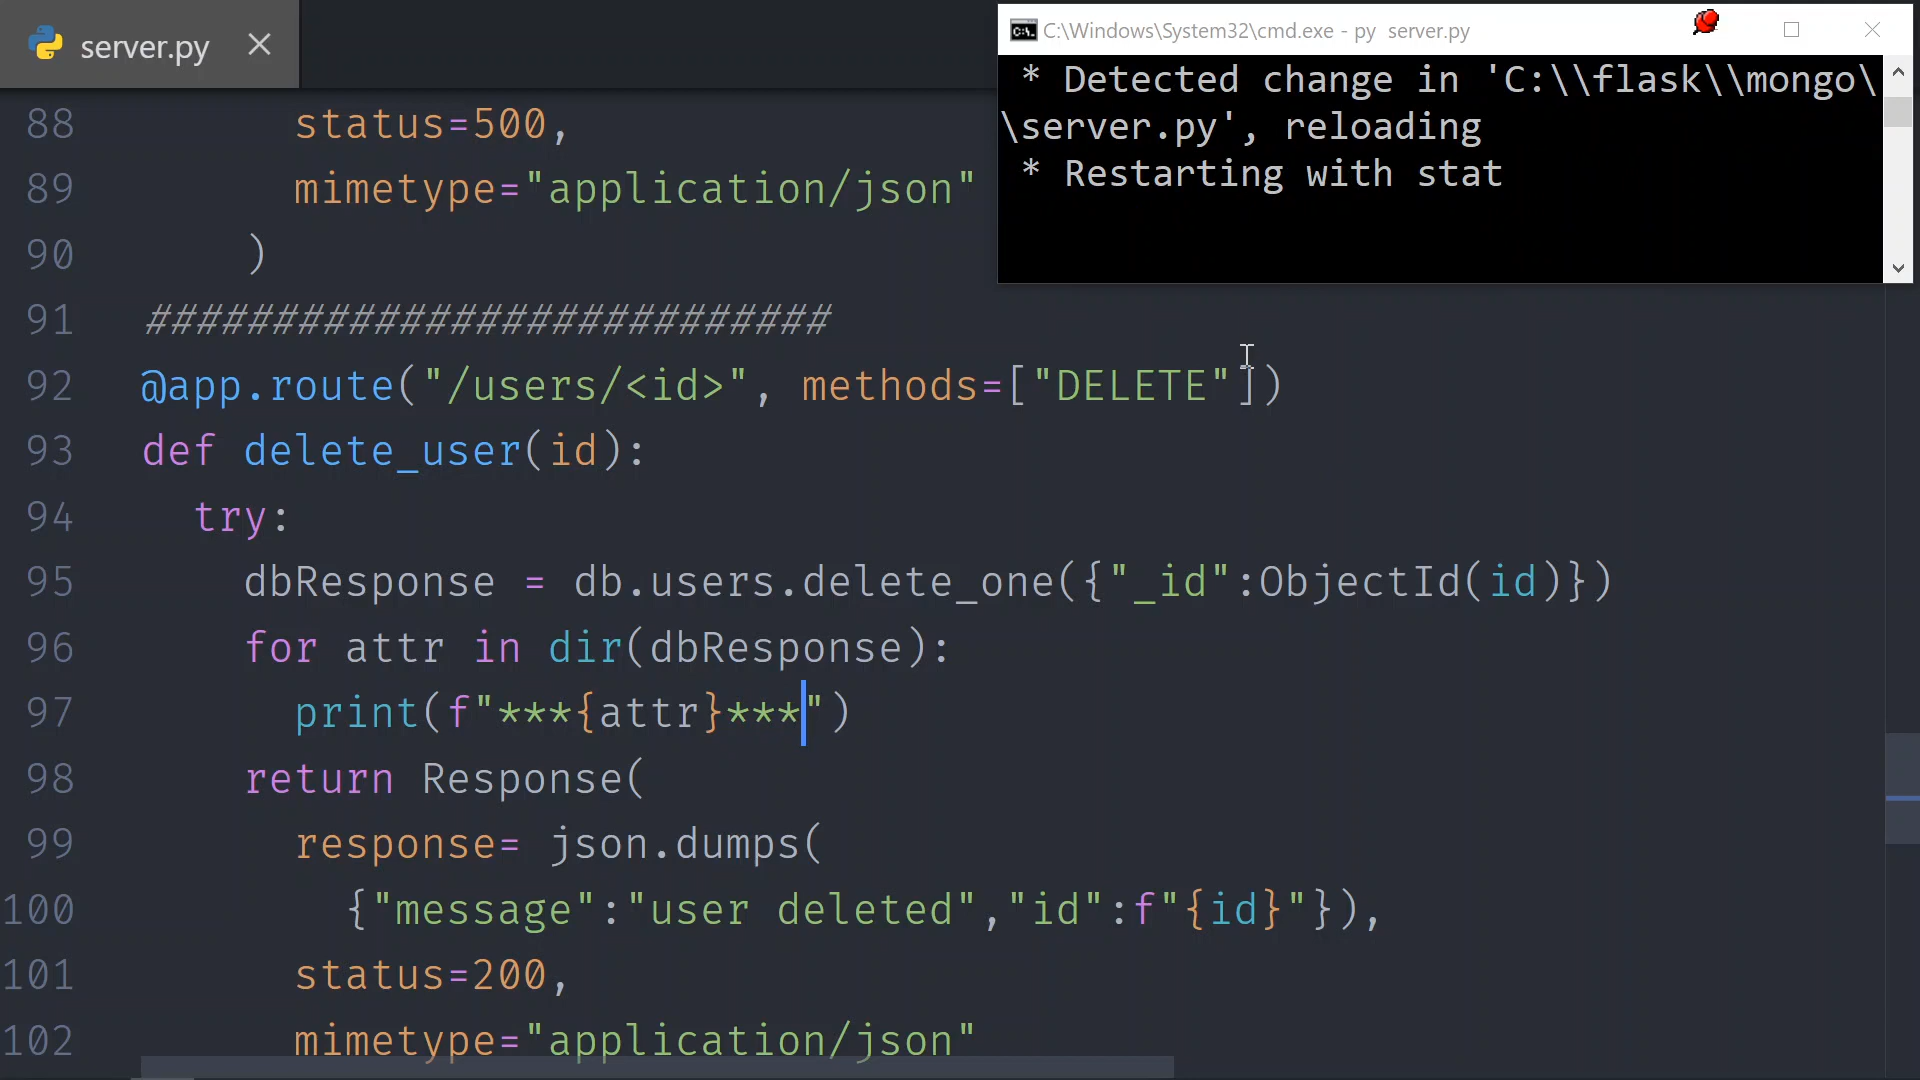 server.py
C:\Windows\System32\cmd.exe - py  server.py
* Detected change in 'C:\\flask\\mongo\
\server.py', reloading
* Restarting with stat
88 status=500,
89 mimetype="application/json"
90 )
91 ###########################
92 @app.route("/users/<id>", methods=["DELETE"])
93 def delete_user(id):
94 try:
95 dbResponse = db.users.delete_one({"_id":ObjectId(id)})
96 for attr in dir(dbResponse):
97 print(f"***{attr}***")
98 return Response(
99 response= json.dumps(
100 {"message":"user deleted","id":f"{id}"}),
101 status=200,
102 mimetype="application/json"